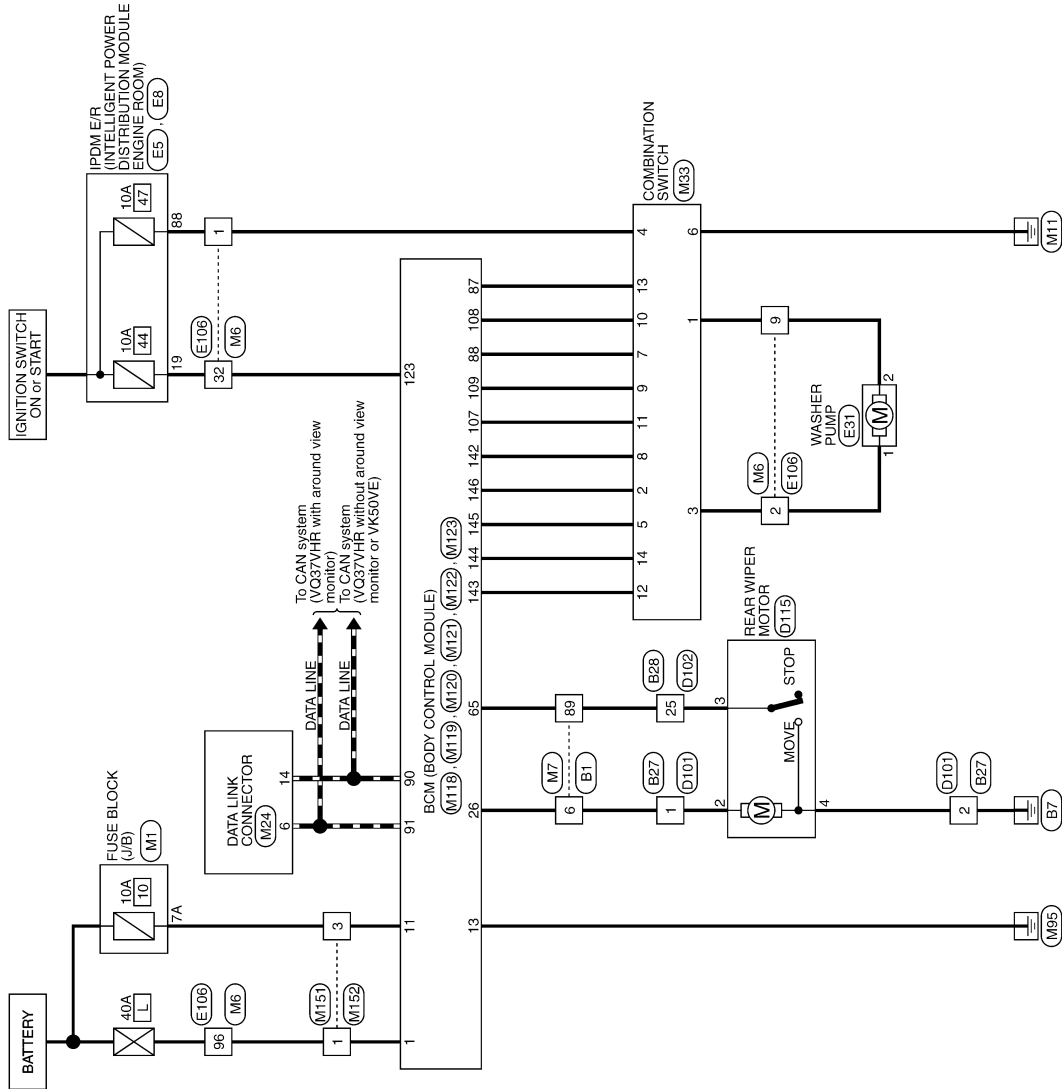 BATTERY
IGNITION SWITCH
ON or START
40A
L
FUSE BLOCK
(J/B)
M1
10A
10
7A
IPDM E/R
(INTELLIGENT POWER
DISTRIBUTION MODULE
ENGINE ROOM)
E5 , E8
10A
44
10A
47
19
88
E106
M6
96
E106
M6
32
1
M151
M152
1
3
DATA LINK
CONNECTOR
M24
6
14
DATA LINE
DATA LINE
To CAN system
(VQ37VHR with around view
monitor)
To CAN system
(VQ37VHR without around view
monitor or VK50VE)
1
11
91
90
123
BCM (BODY CONTROL MODULE)
M118 , M119 , M120 , M121 , M122 , M123
13
26
65
143
144
145
146
142
107
109
88
108
87
12
14
5
2
8
11
9
7
10
13
4
COMBINATION
SWITCH
M33
3
1
6
M7
B1
6
89
B27
D101
1
B28
D102
25
REAR WIPER
MOTOR
D115
2
3
M
MOVE
STOP
4
D101
B27
2
M6
E106
2
9
WASHER
PUMP
E31
1
M
2
M95
B7
M11